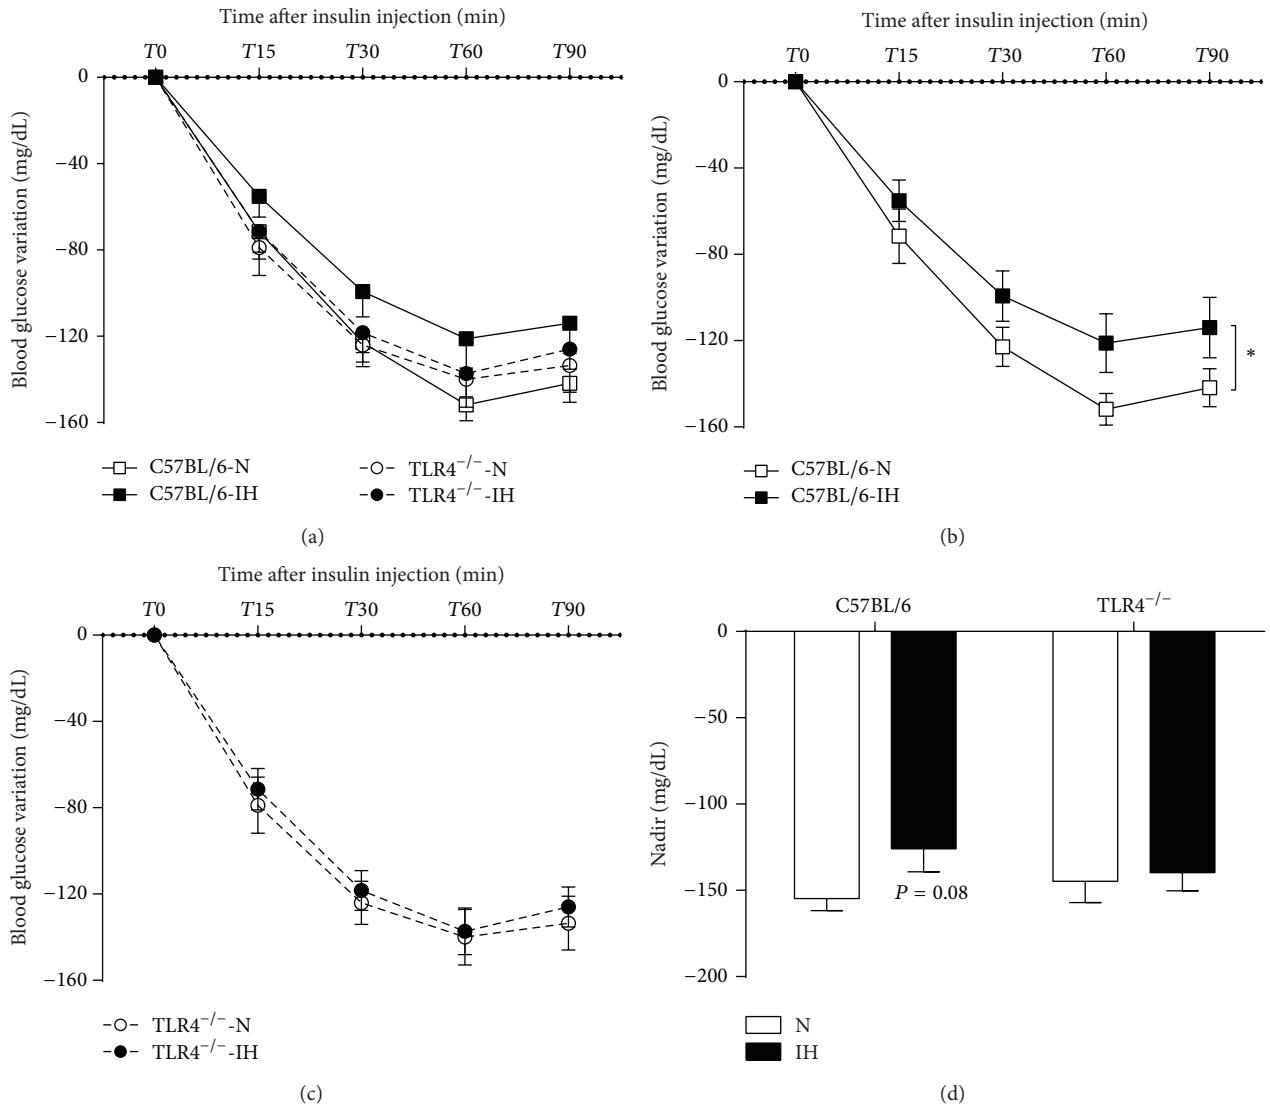 Time after insulin injection (min)
T0 T15 T30 T60 T90
Blood glucose variation (mg/dL)
0
−40
−80
−120
−160
C57BL/6-N
C57BL/6-IH
TLR4−/−-N
TLR4−/−-IH
(a)
Time after insulin injection (min)
T0 T15 T30 T60 T90
Blood glucose variation (mg/dL)
0
−40
−80
−120
−160
*
C57BL/6-N
C57BL/6-IH
(b)
Time after insulin injection (min)
T0 T15 T30 T60 T90
Blood glucose variation (mg/dL)
0
−40
−80
−120
−160
TLR4−/−-N
TLR4−/−-IH
(c)
C57BL/6 TLR4−/−
Nadir (mg/dL)
0
−50
−100
−150
−200
P = 0.08
N
IH
(d)